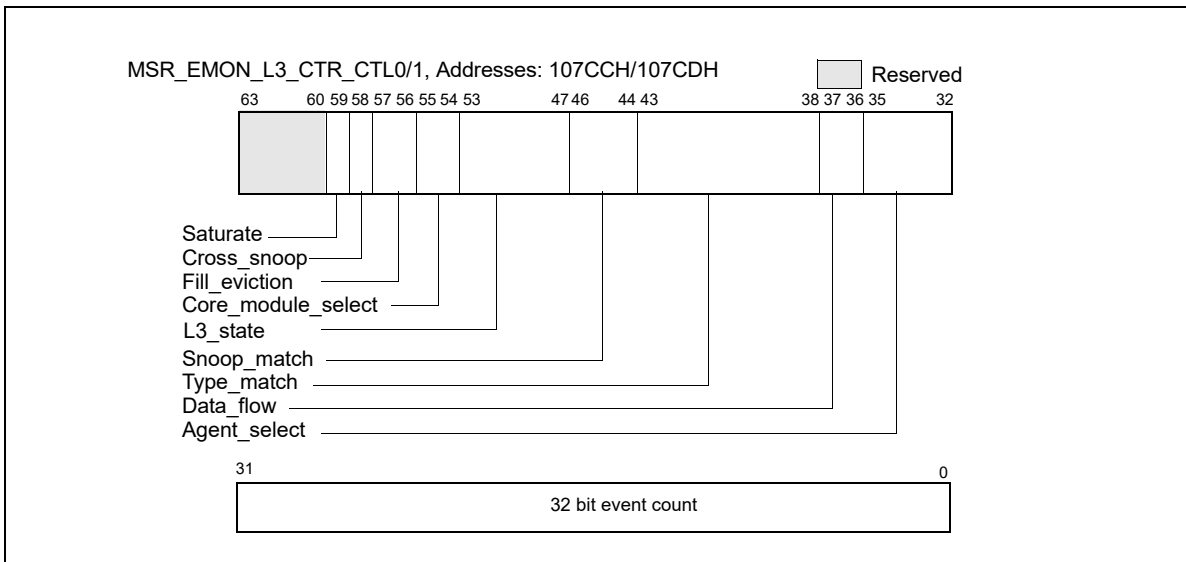 MSR_EMON_L3_CTR_CTL0/1, Addresses: 107CCH/107CDH
Reserved
63 60 59 58 57 56 55 54 53 47 46 44 43 38 37 36 35 32
Saturate
Cross_snoop
Fill_eviction
Core_module_select
L3_state
Snoop_match
Type_match
Data_flow
Agent_select
31 0
32 bit event count